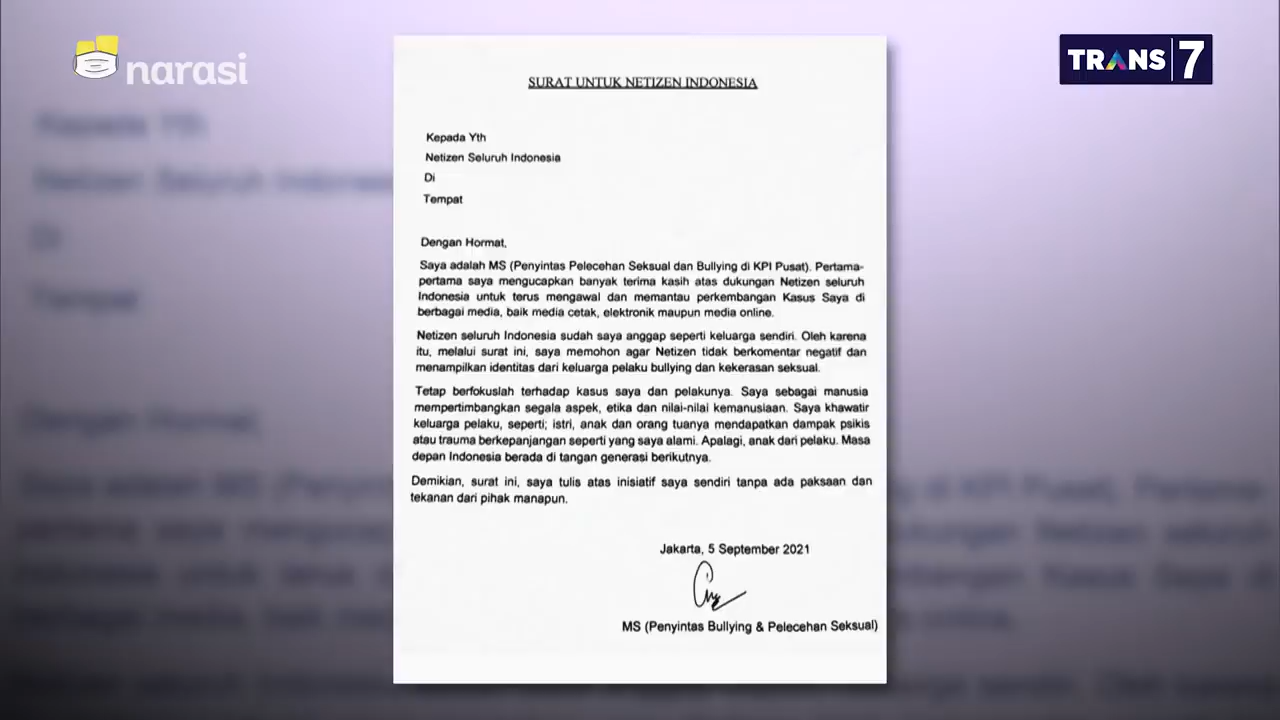 narasi
TRANS 7
SURAT UNTUK NETIZEN INDONESIA
Kepada Yth
Netizen Seluruh Indonesia
Di
Tempat
Dengan Hormat,
Saya adalah MS (Penyintas Pelecehan Seksual dan Bullying di KPI Pusat). Pertama-
pertama saya mengucapkan banyak terima kasih atas dukungan Netizen seluruh
Indonesia untuk terus mengawal dan memantau perkembangan Kasus Saya di
berbagai media, baik media cetak, elektronik maupun media online.
Netizen seluruh Indonesia sudah saya anggap seperti keluarga sendiri. Oleh karena
itu, melalui surat ini, saya memohon agar Netizen tidak berkomentar negatif dan
menampilkan identitas dari keluarga pelaku bullying dan kekerasan seksual.
Tetap berfokuslah terhadap kasus saya dan pelakunya. Saya sebagai manusia
mempertimbangkan segala aspek, etika dan nilai-nilai kemanusiaan. Saya khawatir
keluarga pelaku, seperti; istri, anak dan orang tuanya mendapatkan dampak psikis
atau trauma berkepanjangan seperti yang saya alami. Apalagi, anak dari pelaku. Masa
depan Indonesia berada di tangan generasi berikutnya.
Demikian, surat ini, saya tulis atas inisiatif saya sendiri tanpa ada paksaan dan
tekanan dari pihak manapun.
Jakarta, 5 September 2021
MS (Penyintas Bullying & Pelecehan Seksual)